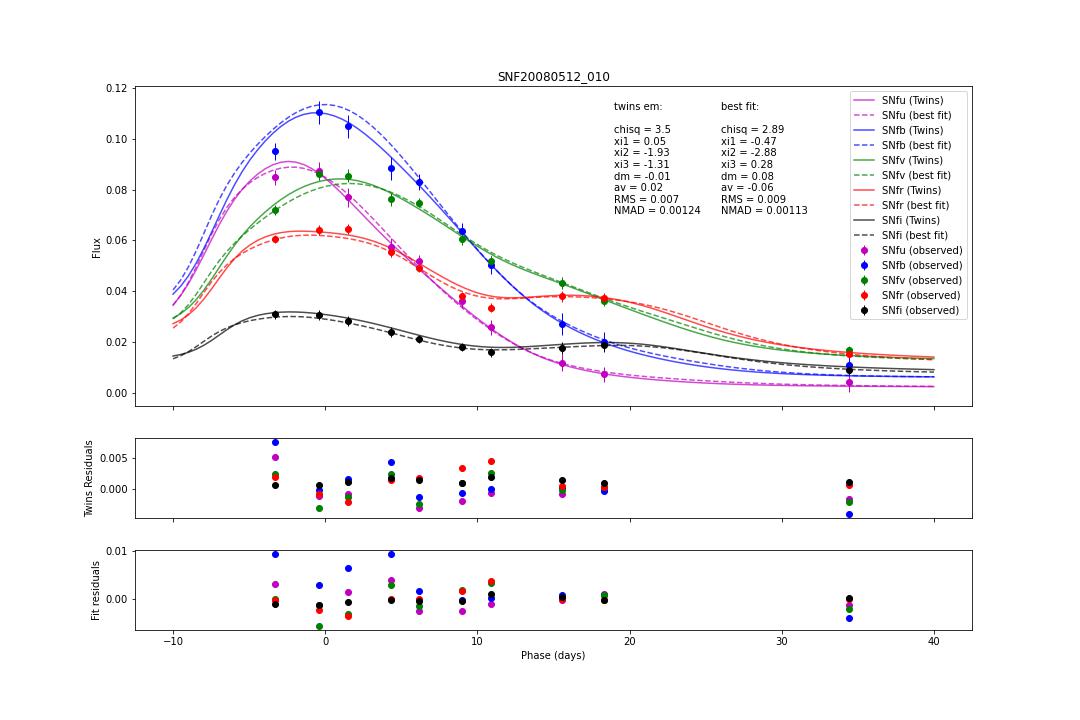 SNF20080512_010
0.12
0.10
0.08
0.06
0.04
0.02
0.00
Flux
twins em:
chisq = 3.5
xi1 = 0.05
xi2 = -1.93
xi3 = -1.31
dm = -0.01
av = 0.02
RMS = 0.007
NMAD = 0.00124
best fit:
chisq = 2.89
xi1 = -0.47
xi2 = -2.88
xi3 = 0.28
dm = 0.08
av = -0.06
RMS = 0.009
NMAD = 0.00113
SNfu (Twins)
SNfu (best fit)
SNfb (Twins)
SNfb (best fit)
SNfv (Twins)
SNfv (best fit)
SNfr (Twins)
SNfr (best fit)
SNfi (Twins)
SNfi (best fit)
SNfu (observed)
SNfb (observed)
SNfv (observed)
SNfr (observed)
SNfi (observed)
0.005
0.000
Twins Residuals
0.01
0.00
Fit residuals
−10 0 10 20 30 40
Phase (days)